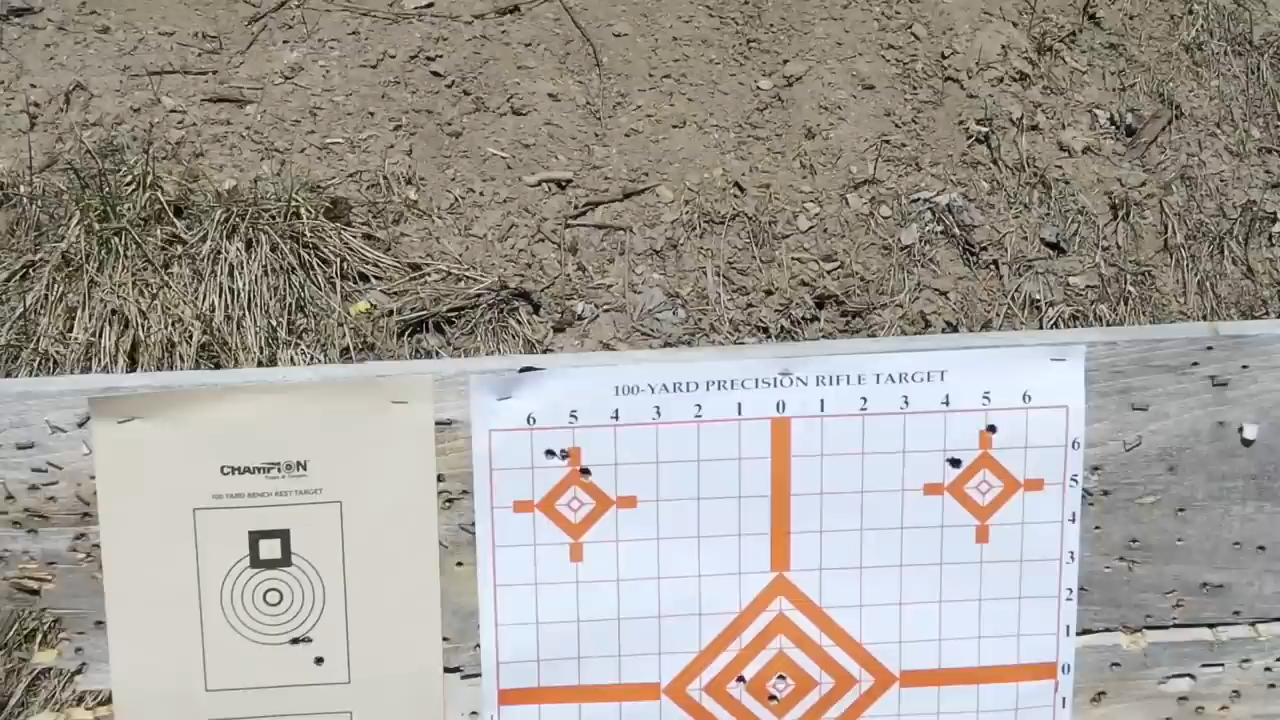 100-YARD PRECISION RIFLE TARGET
6 5 4 3 2 1 0 1 2 3 4 5 6
6
5
4
3
2
1
0
1
CHAMPION
100 YARD BENCH REST TARGET